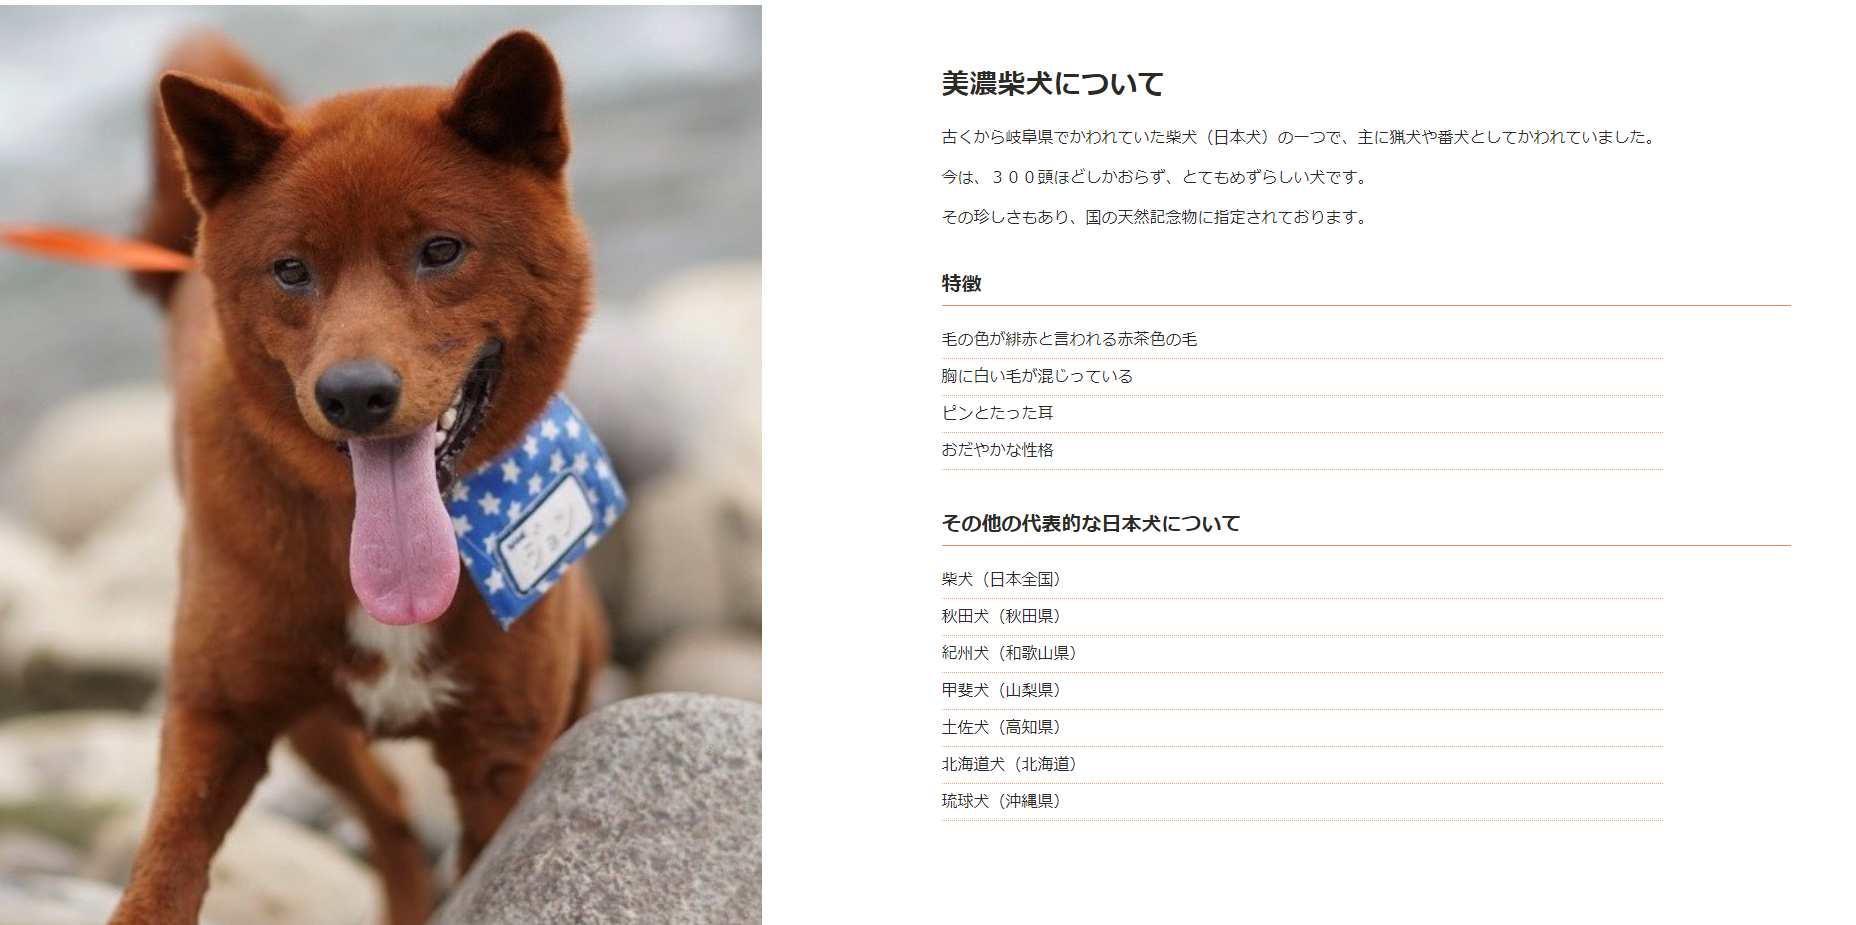 美濃柴犬について
古くから岐阜県でかわれていた柴犬（日本犬）の一つで、主に猟犬や番犬としてかわれていました。
今は、３００頭ほどしかおらず、とてもめずらしい犬です。
その珍しさもあり、国の天然記念物に指定されております。
特徴
毛の色が緋赤と言われる赤茶色の毛
胸に白い毛が混じっている
ピンとたった耳
おだやかな性格
その他の代表的な日本犬について
柴犬（日本全国）
秋田犬（秋田県）
紀州犬（和歌山県）
甲斐犬（山梨県）
土佐犬（高知県）
北海道犬（北海道）
琉球犬（沖縄県）
ジョン